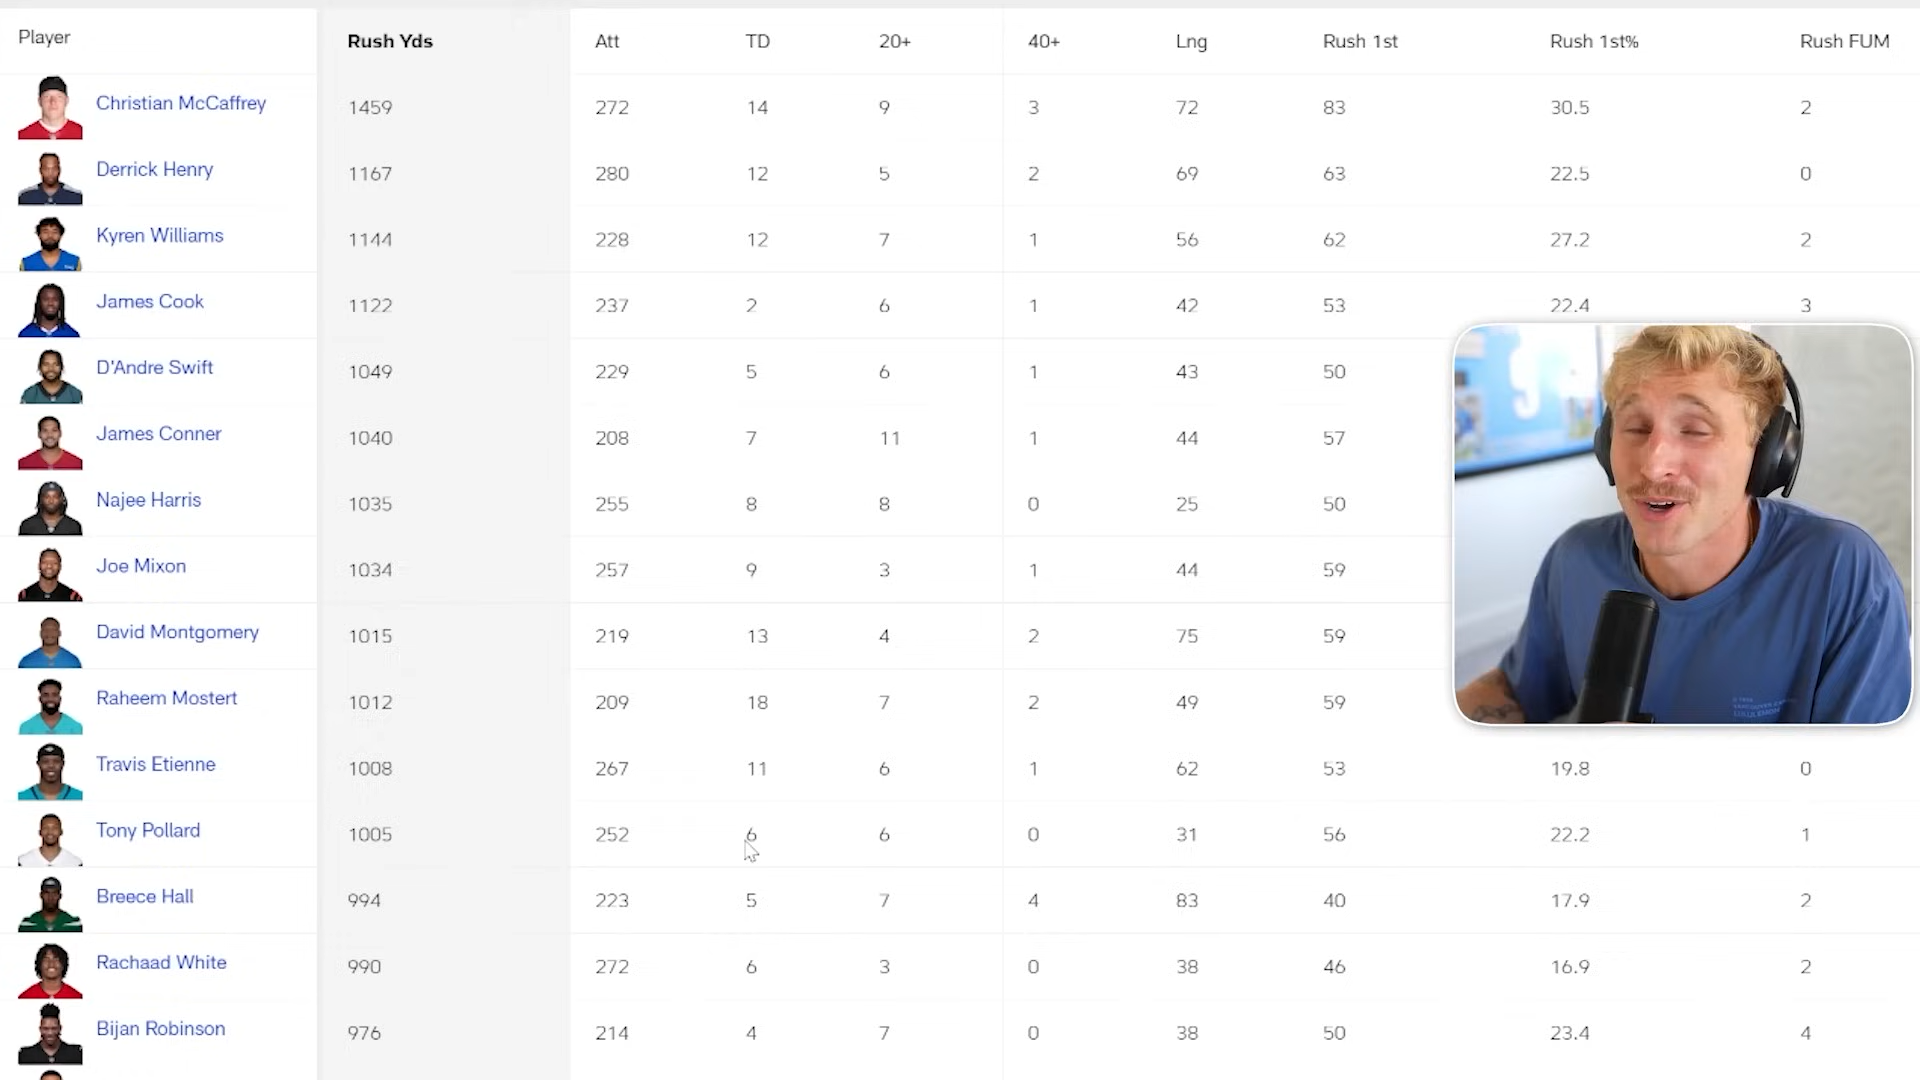 Player Rush Yds Att TD 20+ 40+ Lng Rush 1st Rush 1st% Rush FUM
Christian McCaffrey 1459 272 14 9 3 72 83 30.5 2
Derrick Henry 1167 280 12 5 2 69 63 22.5 0
Kyren Williams 1144 228 12 7 1 56 62 27.2 2
James Cook 1122 237 2 6 1 42 53 22.4 3
D'Andre Swift 1049 229 5 6 1 43 50
James Conner 1040 208 7 11 1 44 57
Najee Harris 1035 255 8 8 0 25 50
Joe Mixon 1034 257 9 3 1 44 59
David Montgomery 1015 219 13 4 2 75 59
Raheem Mostert 1012 209 18 7 2 49 59
Travis Etienne 1008 267 11 6 1 62 53 19.8 0
Tony Pollard 1005 252 6 6 0 31 56 22.2 1
Breece Hall 994 223 5 7 4 83 40 17.9 2
Rachaad White 990 272 6 3 0 38 46 16.9 2
Bijan Robinson 976 214 4 7 0 38 50 23.4 4